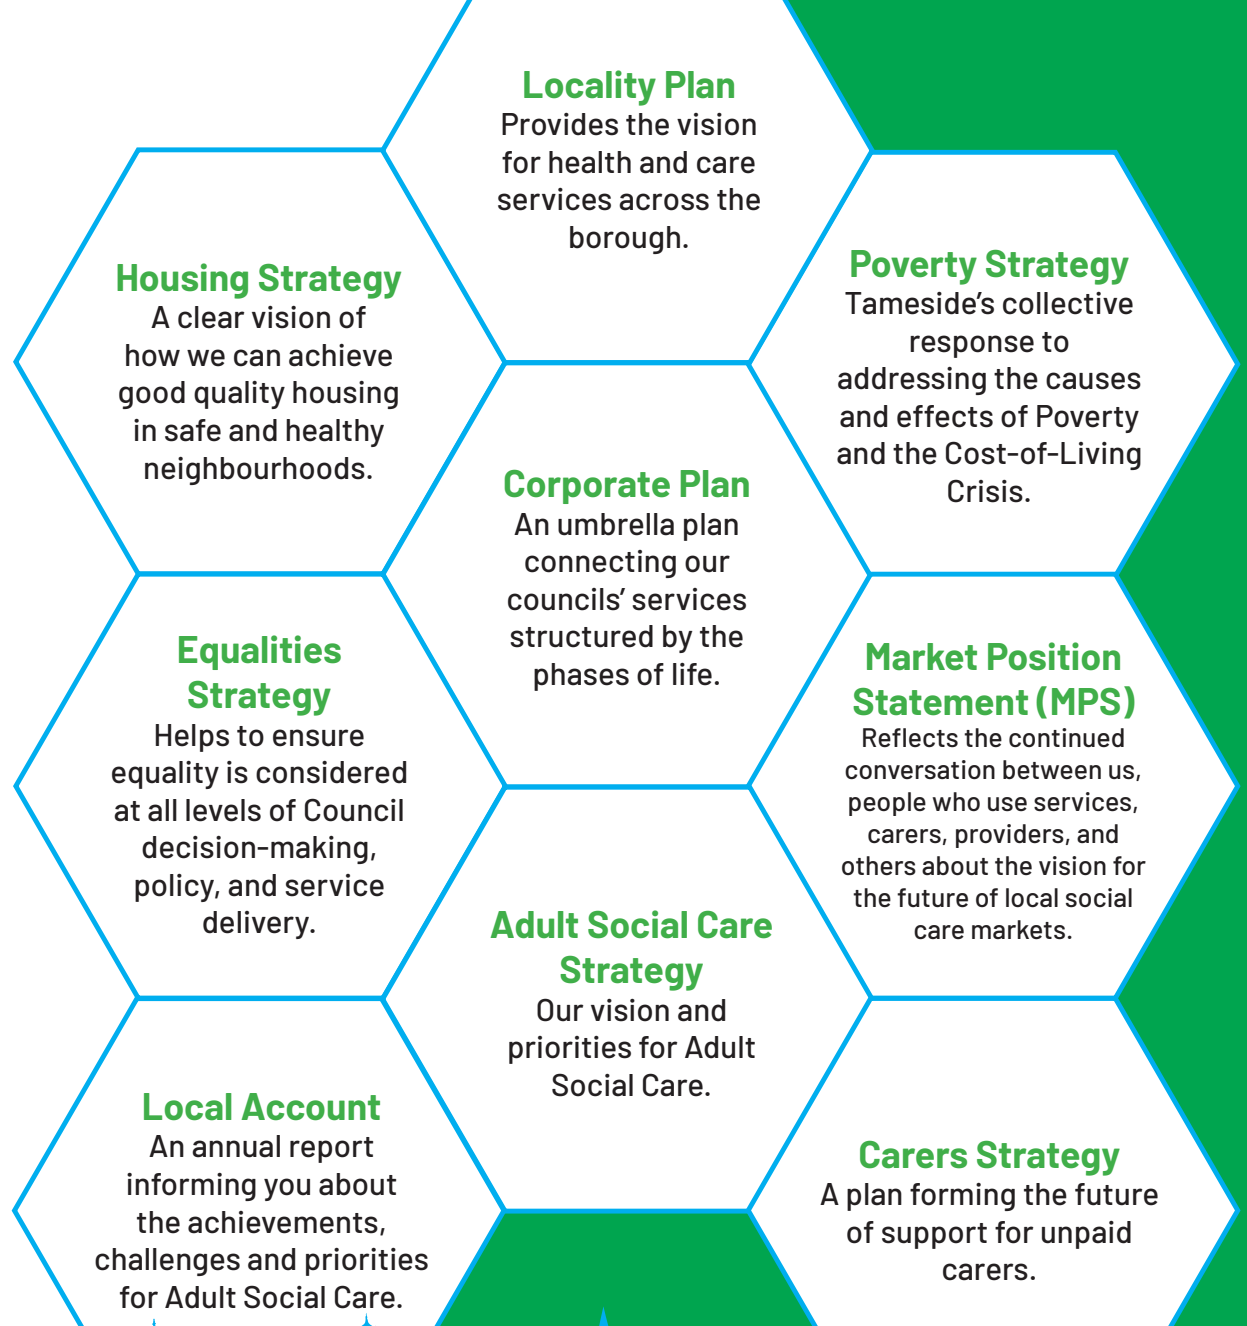 Locality Plan
Provides the vision
for health and care
services across the
borough.
Housing Strategy
A clear vision of
how we can achieve
good quality housing
in safe and healthy
neighbourhoods.
Poverty Strategy
Tameside's collective
response to
addressing the causes
and effects of Poverty
and the Cost-of-Living
Crisis.
Corporate Plan
An umbrella plan
connecting our
councils' services
structured by the
phases of life.
Equalities
Strategy
Helps to ensure
equality is considered
at all levels of Council
decision-making,
policy, and service
delivery.
Market Position
Statement (MPS)
Reflects the continued
conversation between us,
people who use services,
carers, providers, and
others about the vision for
the future of local social
care markets.
Adult Social Care
Strategy
Our vision and
priorities for Adult
Social Care.
Local Account
An annual report
informing you about
the achievements,
challenges and priorities
for Adult Social Care.
Carers Strategy
A plan forming the future
of support for unpaid
carers.